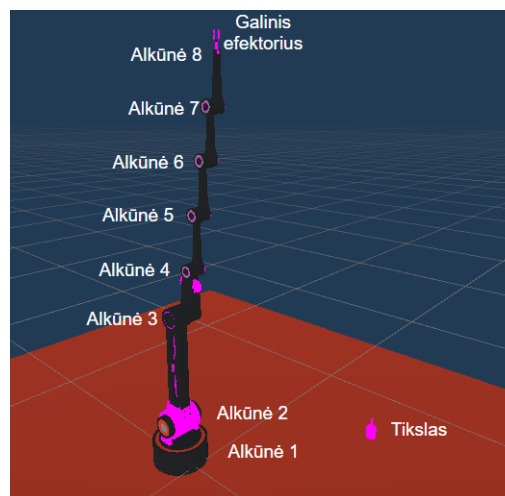 Galinis
efektorius
Alkūnė 8
Alkūnė 7
Alkūnė 6
Alkūnė 5
Alkūnė 4
Alkūnė 3
Alkūnė 2
Tikslas
Alkūnė 1